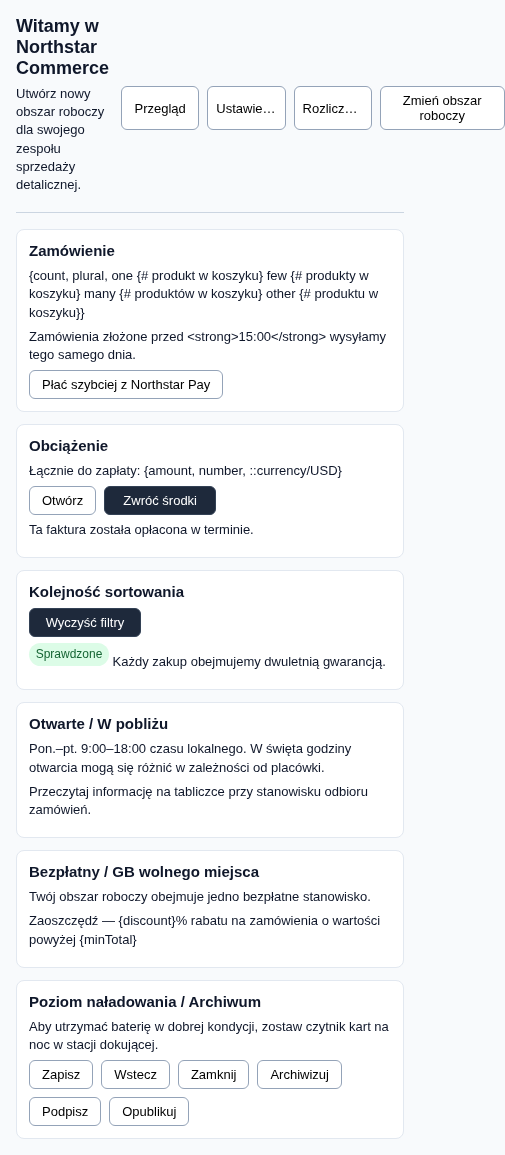 Witamy w
Northstar
Commerce
Utwórz nowy
obszar roboczy
dla swojego
zespołu
sprzedaży
detalicznej.
Przegląd
Ustawie…
Rozlicz…
Zmień obszar
roboczy
Zamówienie
{count, plural, one {# produkt w koszyku} few {# produkty w
koszyku} many {# produktów w koszyku} other {# produktu w
koszyku}}
Zamówienia złożone przed <strong>15:00</strong> wysyłamy
tego samego dnia.
Płać szybciej z Northstar Pay
Obciążenie
Łącznie do zapłaty: {amount, number, ::currency/USD}
Otwórz
Zwróć środki
Ta faktura została opłacona w terminie.
Kolejność sortowania
Wyczyść filtry
Sprawdzone Każdy zakup obejmujemy dwuletnią gwarancją.
Otwarte / W pobliżu
Pon.–pt. 9:00–18:00 czasu lokalnego. W święta godziny
otwarcia mogą się różnić w zależności od placówki.
Przeczytaj informację na tabliczce przy stanowisku odbioru
zamówień.
Bezpłatny / GB wolnego miejsca
Twój obszar roboczy obejmuje jedno bezpłatne stanowisko.
Zaoszczędź — {discount}% rabatu na zamówienia o wartości
powyżej {minTotal}
Poziom naładowania / Archiwum
Aby utrzymać baterię w dobrej kondycji, zostaw czytnik kart na
noc w stacji dokującej.
Zapisz
Wstecz
Zamknij
Archiwizuj
Podpisz
Opublikuj